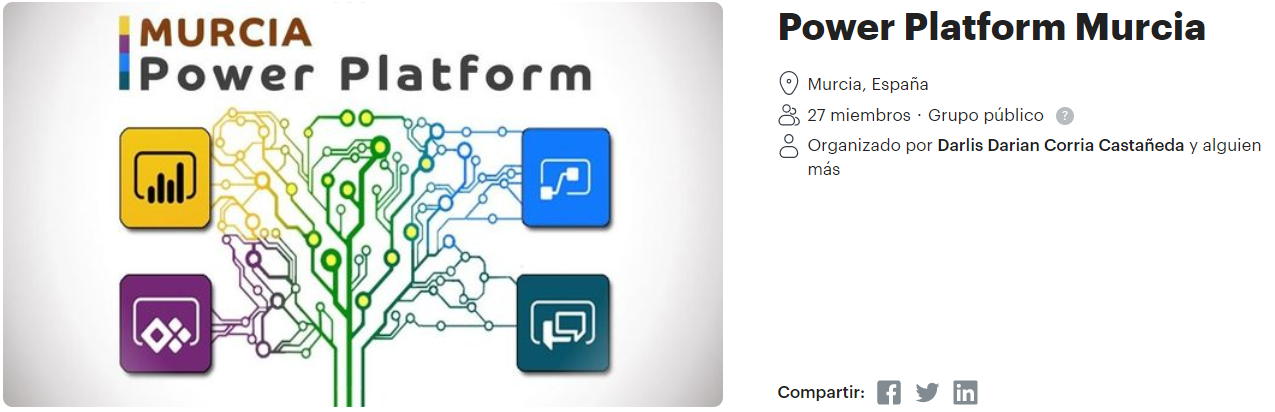 MURCIA
Power Platform
Power Platform Murcia
Murcia, España
27 miembros · Grupo público ?
Organizado por Darlis Darian Corria Castañeda y alguien
más
Compartir: